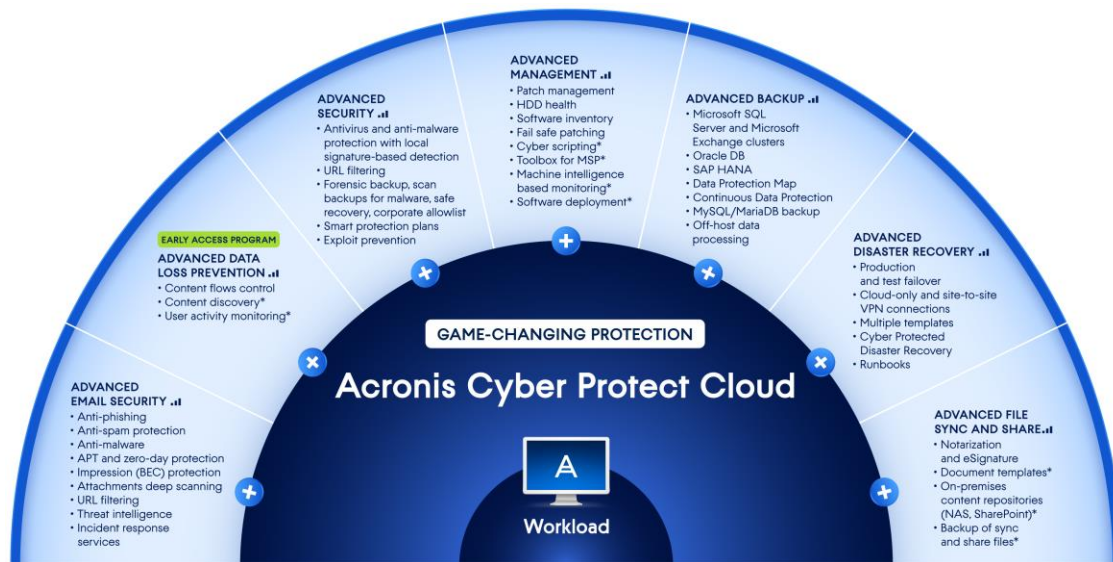 ADVANCED
EMAIL SECURITY
• Anti-phishing
• Anti-spam protection
• Anti-malware
• APT and zero-day protection
• Impression (BEC) protection
• Attachments deep scanning
• URL filtering
• Threat intelligence
• Incident response
services
EARLY ACCESS PROGRAM
ADVANCED DATA
LOSS PREVENTION
• Content flows control
• Content discovery*
• User activity monitoring*
ADVANCED
SECURITY
• Antivirus and anti-malware
protection with local
signature-based detection
• URL filtering
• Forensic backup, scan
backups for malware, safe
recovery, corporate allowlist
• Smart protection plans
• Exploit prevention
ADVANCED
MANAGEMENT
• Patch management
• HDD health
• Software inventory
• Fail safe patching
• Cyber scripting*
• Toolbox for MSP*
• Machine intelligence
based monitoring*
• Software deployment*
ADVANCED BACKUP
• Microsoft SQL
Server and Microsoft
Exchange clusters
• Oracle DB
• SAP HANA
• Data Protection Map
• Continuous Data Protection
• MySQL/MariaDB backup
• Off-host data
processing
ADVANCED
DISASTER RECOVERY
• Production
and test failover
• Cloud-only and site-to-site
VPN connections
• Multiple templates
• Cyber Protected
Disaster Recovery
• Runbooks
ADVANCED FILE
SYNC AND SHARE
• Notarization
and eSignature
• Document templates*
• On-premises
content repositories
(NAS, SharePoint)*
• Backup of sync
and share files*
GAME-CHANGING PROTECTION
Acronis Cyber Protect Cloud
Workload